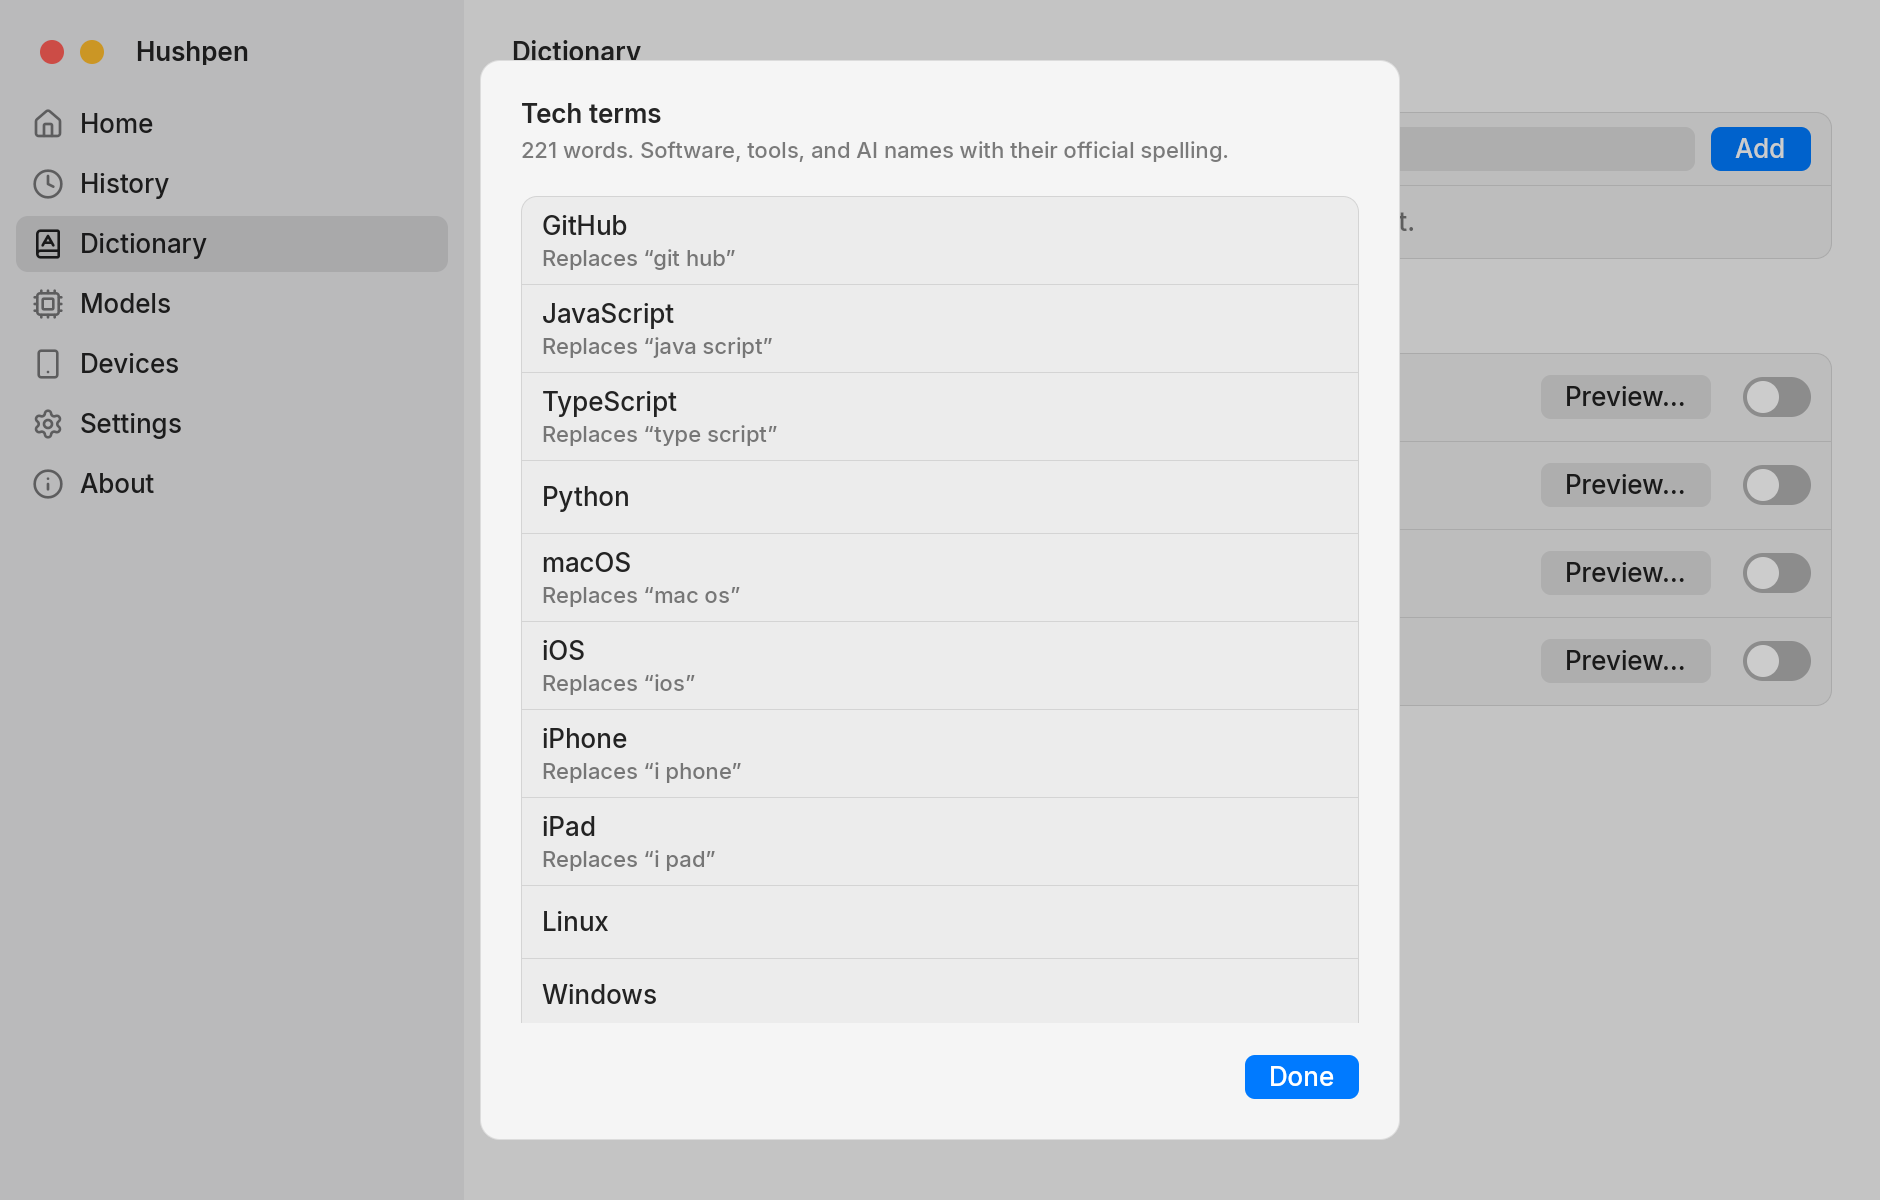 Hushpen
Home
History
Dictionary
Models
Devices
Settings
About
Dictionary
Add
t.
Preview...
Preview...
Preview...
Preview...
Tech terms
221 words. Software, tools, and AI names with their official spelling.
GitHub
Replaces “git hub”
JavaScript
Replaces “java script”
TypeScript
Replaces “type script”
Python
macOS
Replaces “mac os”
iOS
Replaces “ios”
iPhone
Replaces “i phone”
iPad
Replaces “i pad”
Linux
Windows
Done